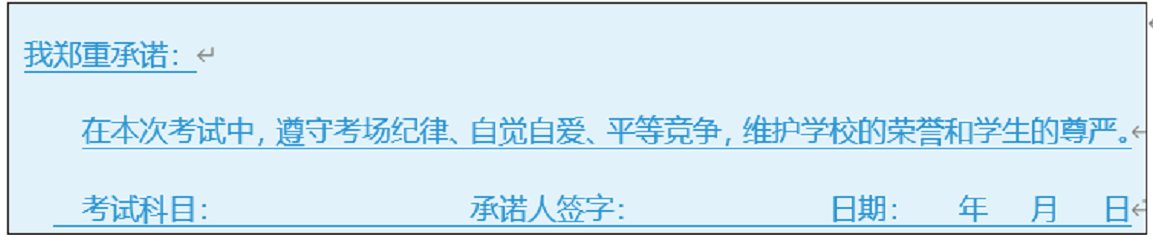 我郑重承诺：
在本次考试中，遵守考场纪律、自觉自爱、平等竞争，维护学校的荣誉和学生的尊严。
考试科目： 承诺人签字： 日期： 年 月 日